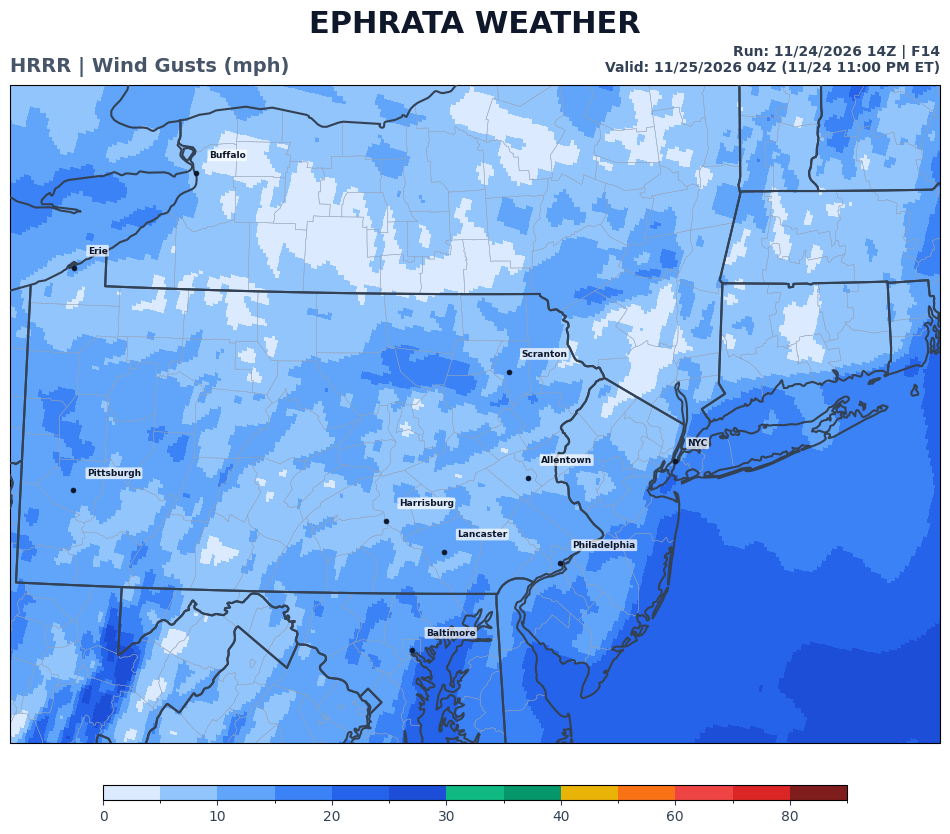 EPHRATA WEATHER
HRRR | Wind Gusts (mph)
Run: 11/24/2026 14Z | F14
Valid: 11/25/2026 04Z (11/24 11:00 PM ET)
Buffalo
Erie
Scranton
NYC
Allentown
Pittsburgh
Harrisburg
Lancaster
Philadelphia
Baltimore
0 10 20 30 40 50 60 70 80